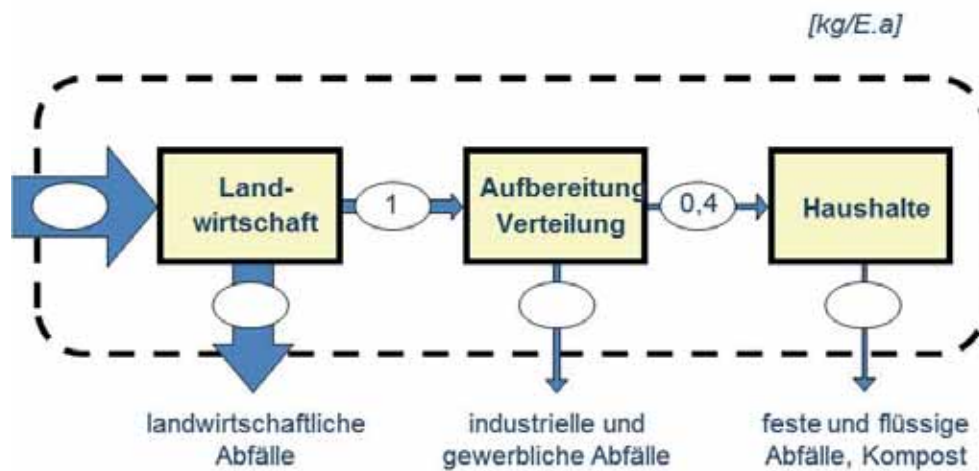 [kg/E.a]
Land-
wirtschaft
1
Aufbereitung
Verteilung
0,4
Haushalte
landwirtschaftliche
Abfälle
industrielle und
gewerbliche Abfälle
feste und flüssige
Abfälle, Kompost